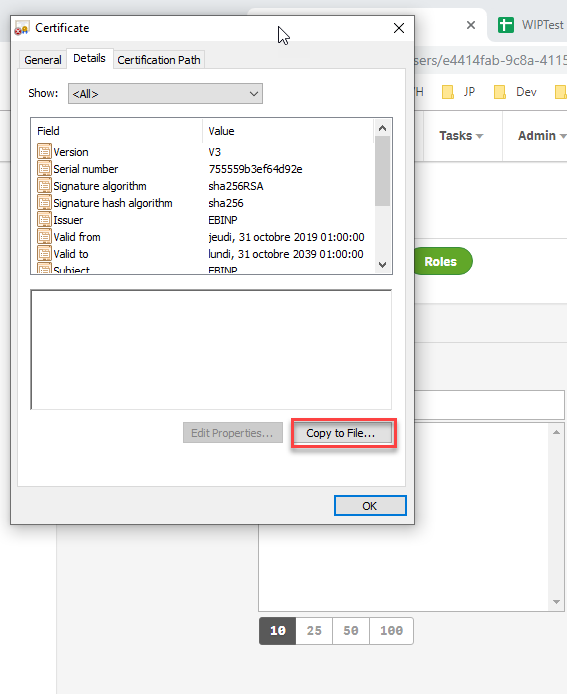 Certificate
WIPTest
sers/e4414fab-9c8a-4115
General Details Certification Path
JP Dev
Show: <All>
Field Value
Version V3
Serial number 755559b3ef64d92e
Signature algorithm sha256RSA
Signature hash algorithm sha256
Issuer EBINP
Valid from jeudi, 31 octobre 2019 01:00:00
Valid to lundi, 31 octobre 2039 01:00:00
Subject EBINP
Tasks Admin
Roles
Edit Properties... Copy to File...
OK
10 25 50 100